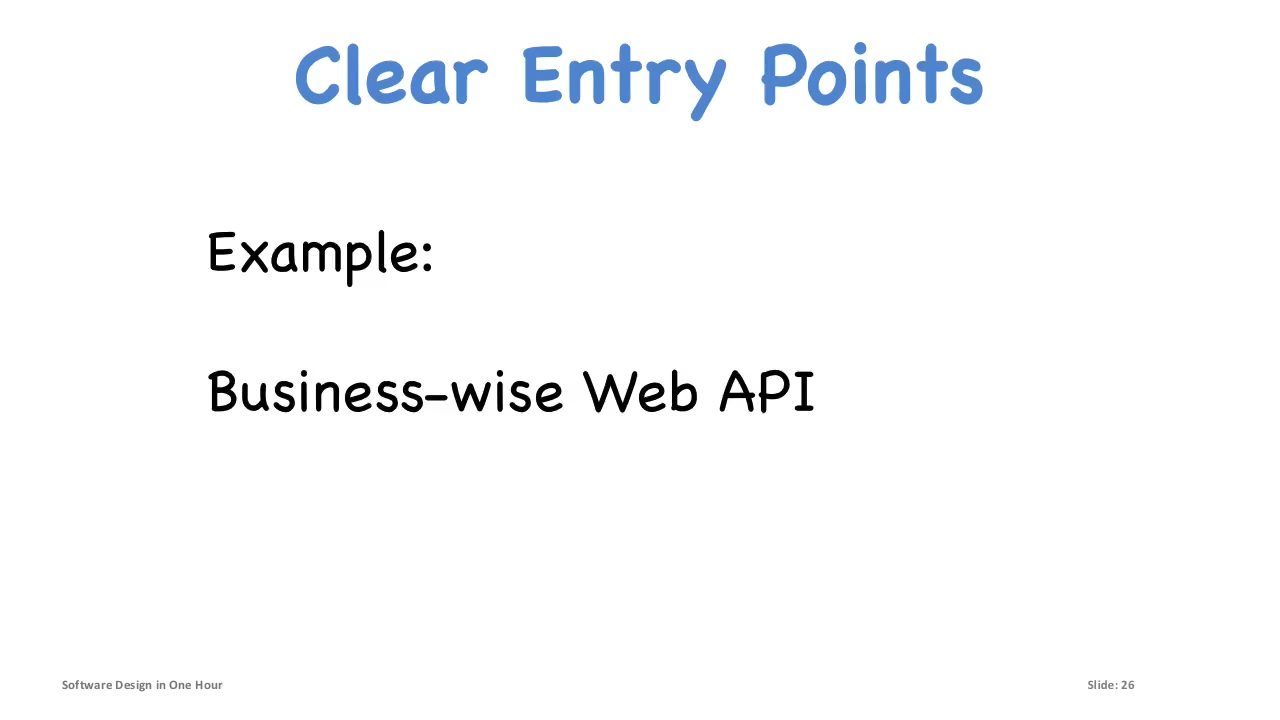 Clear Entry Points
Example:
Business-wise Web API
Software Design in One Hour
Slide: 26